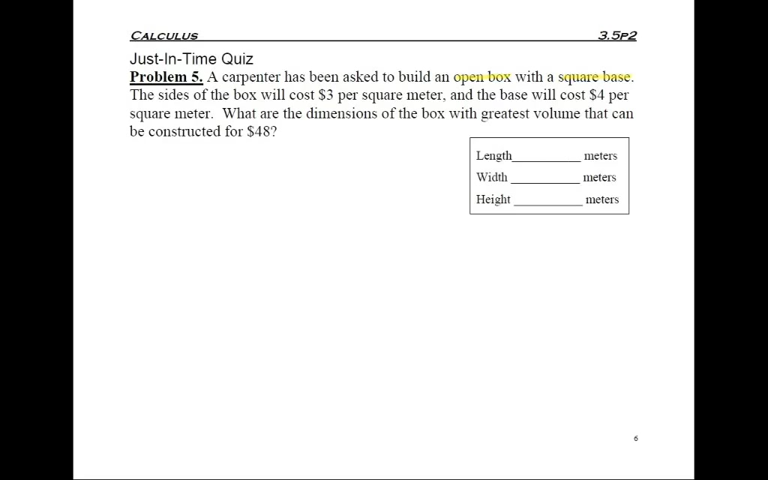 CALCULUS 3.5P2
Just-In-Time Quiz
Problem 5. A carpenter has been asked to build an open box with a square base.
The sides of the box will cost $3 per square meter, and the base will cost $4 per
square meter. What are the dimensions of the box with greatest volume that can
be constructed for $48?
Length__________ meters
Width __________ meters
Height __________ meters
6